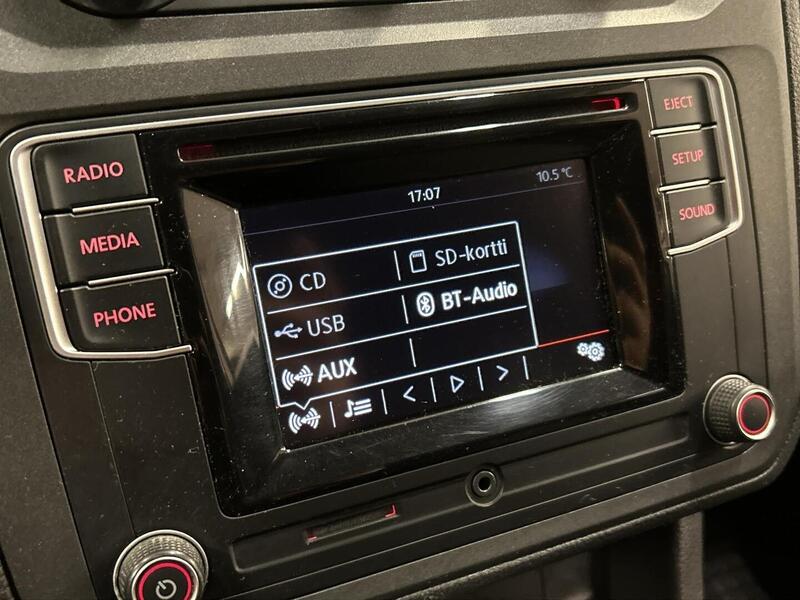 RADIO
MEDIA
PHONE
EJECT
SETUP
SOUND
17:07
10.5 °C
CD
SD-kortti
USB
BT-Audio
AUX